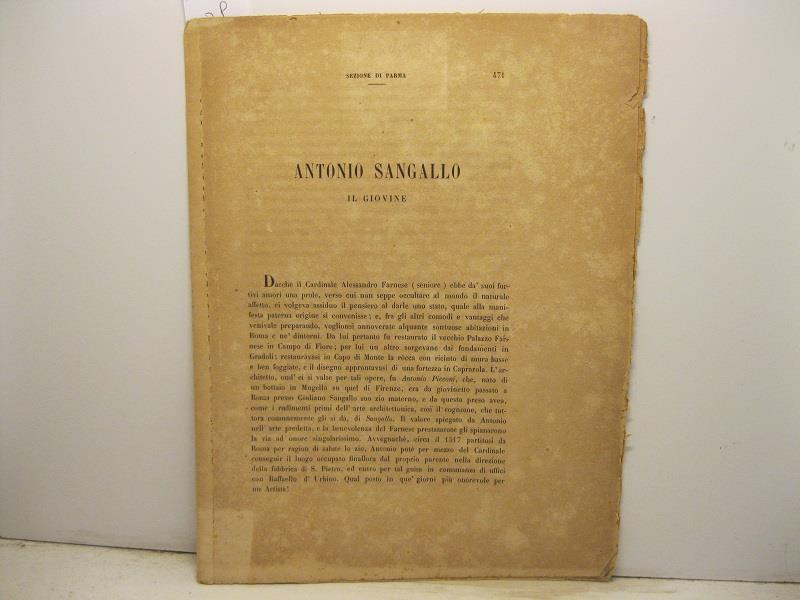 SEZIONE DI PARMA 471
ANTONIO SANGALLO
IL GIOVINE
Dacchè il Cardinale Alessandro Farnese (seniore) ebbe da' suoi fur-
tivi amori una prole, verso cui non seppe occultare al mondo il naturale
affetto, ei volgeva assiduo il pensiero al darle uno stato, quale alla mani-
festa paterna origine si convenisse; e, fra gli altri comodi e vantaggi che
venivale preparando, voglionsi annoverate alquante sontuose abitazioni in
Roma e ne' dintorni. Da lui pertanto fu restaurato il vecchio Palazzo Far-
nese in Campo di Fiore; per lui un altro sorgevane dai fondamenti in
Gradoli; restauravasi in Capo di Monte la ròcca con ricinto di mura basse
e ben foggiate, e il disegno approntavasi di una fortezza in Caprarola. L'ar-
chitetto, ond' ei si valse per tali opere, fu Antonio Picconi, che, nato di
un bottaio in Mugello su quel di Firenze, era da giovinetto passato a
Roma presso Giuliano Sangallo suo zio materno, e da questo preso avea,
come i rudimenti primi dell' arte architettonica, così il cognome, che tut-
tora comunemente gli si dà, di Sangallo. Il valore spiegato da Antonio
nell' arte predetta, e la benevolenza del Farnese prestamente gli spianarono
la via ad onore singolarissimo. Avvegnachè, circa il 1517 partitosi da
Roma per ragion di salute lo zio, Antonio potè per mezzo del Cardinale
conseguir il luogo occupato finallora dal proprio parente nella direzione
della fabbrica di S. Pietro, ed entro per tal guisa in comunanza di uffici
con Raffaello d' Urbino. Qual posto in que' giorni più onorevole per
un Artista!